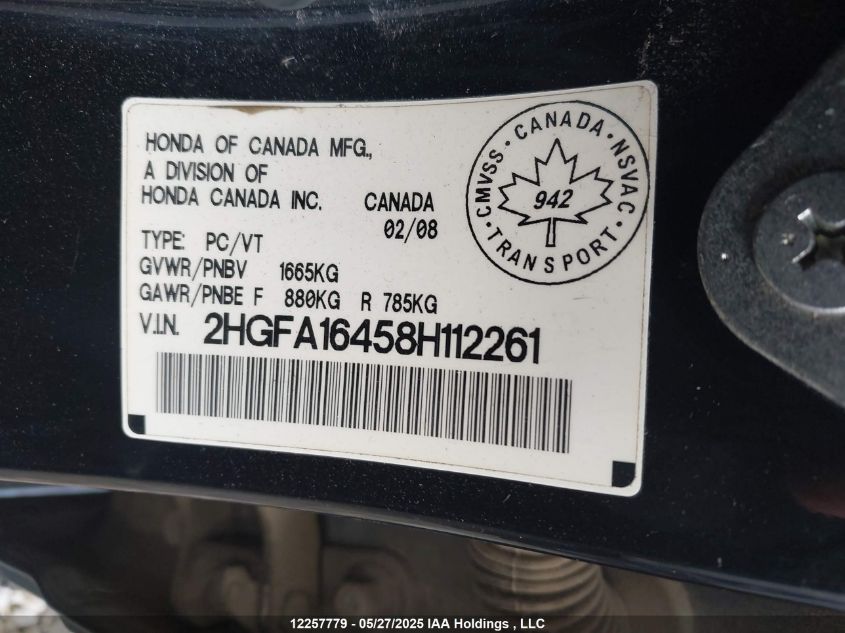 HONDA OF CANADA MFG.,
A DIVISION OF
HONDA CANADA INC. CANADA
02/08
TYPE: PC/VT
GVWR/PNBV 1665KG
GAWR/PNBE F 880KG R 785KG
V.I.N. 2HGFA16458H112261
CMVSS · CANADA · NSVAC · TRANSPORT ·
942
12257779 - 05/27/2025 IAA Holdings , LLC